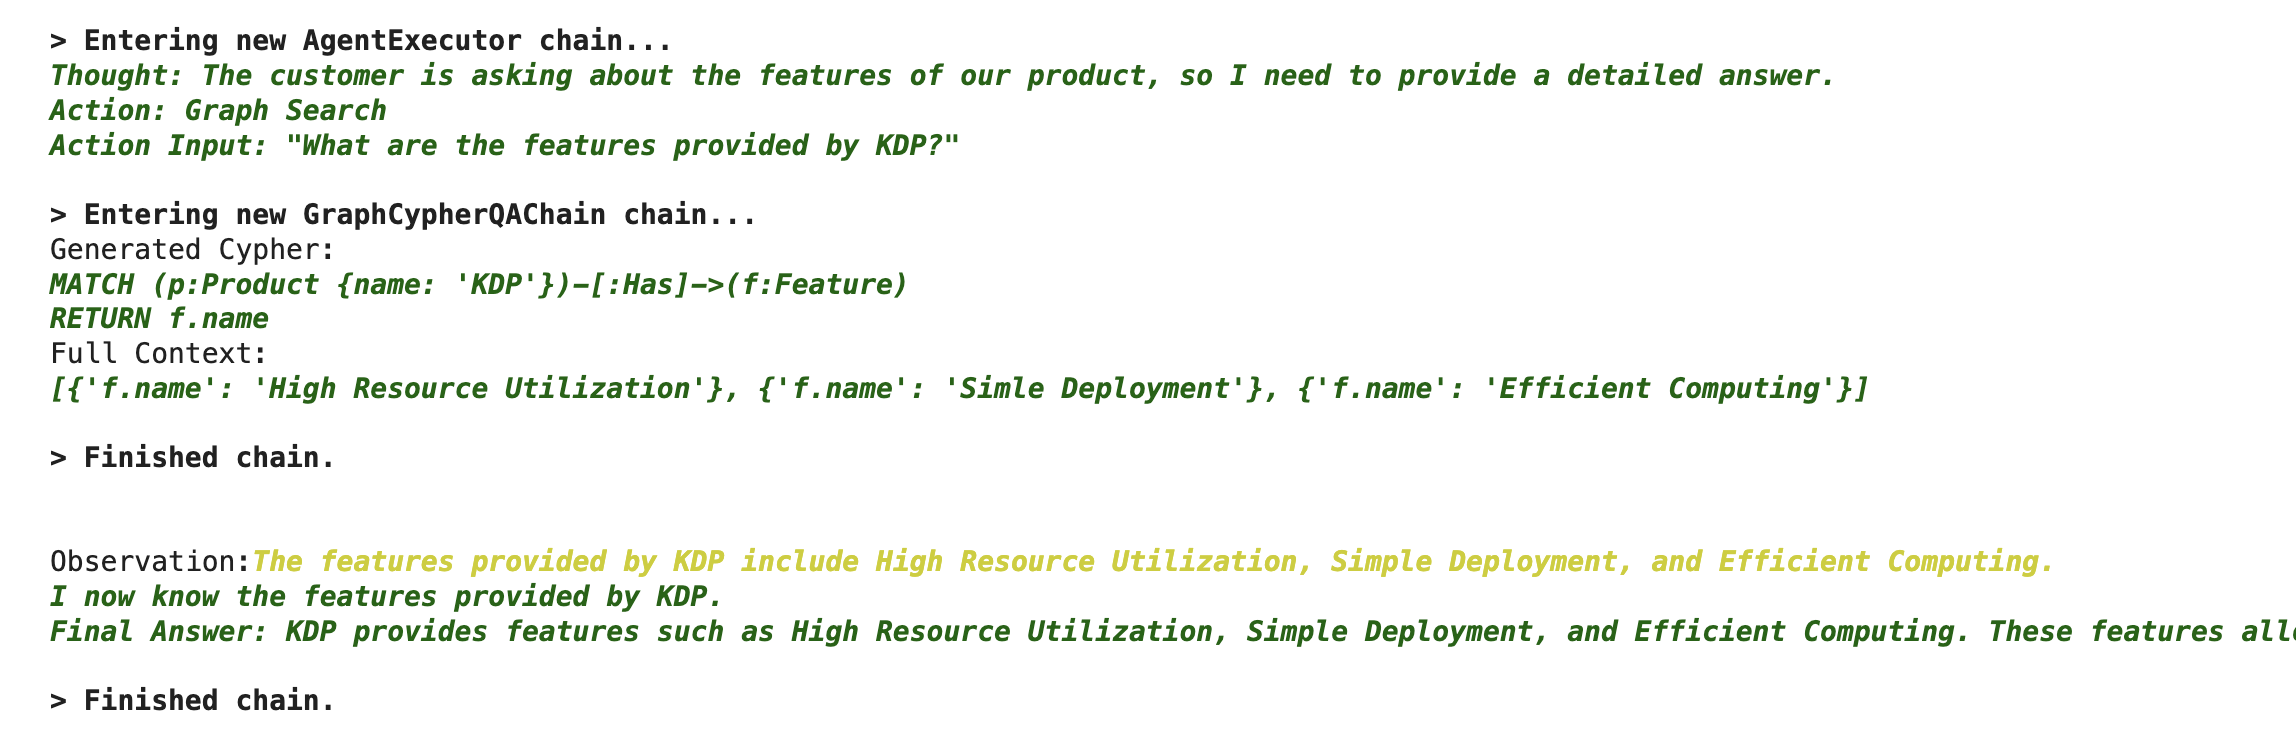 > Entering new AgentExecutor chain...
Thought: The customer is asking about the features of our product, so I need to provide a detailed answer.
Action: Graph Search
Action Input: "What are the features provided by KDP?"
> Entering new GraphCypherQAChain chain...
Generated Cypher:
MATCH (p:Product {name: 'KDP'})-[:Has]->(f:Feature)
RETURN f.name
Full Context:
[{'f.name': 'High Resource Utilization'}, {'f.name': 'Simle Deployment'}, {'f.name': 'Efficient Computing'}]
> Finished chain.
Observation:The features provided by KDP include High Resource Utilization, Simple Deployment, and Efficient Computing.
I now know the features provided by KDP.
Final Answer: KDP provides features such as High Resource Utilization, Simple Deployment, and Efficient Computing. These features
> Finished chain.